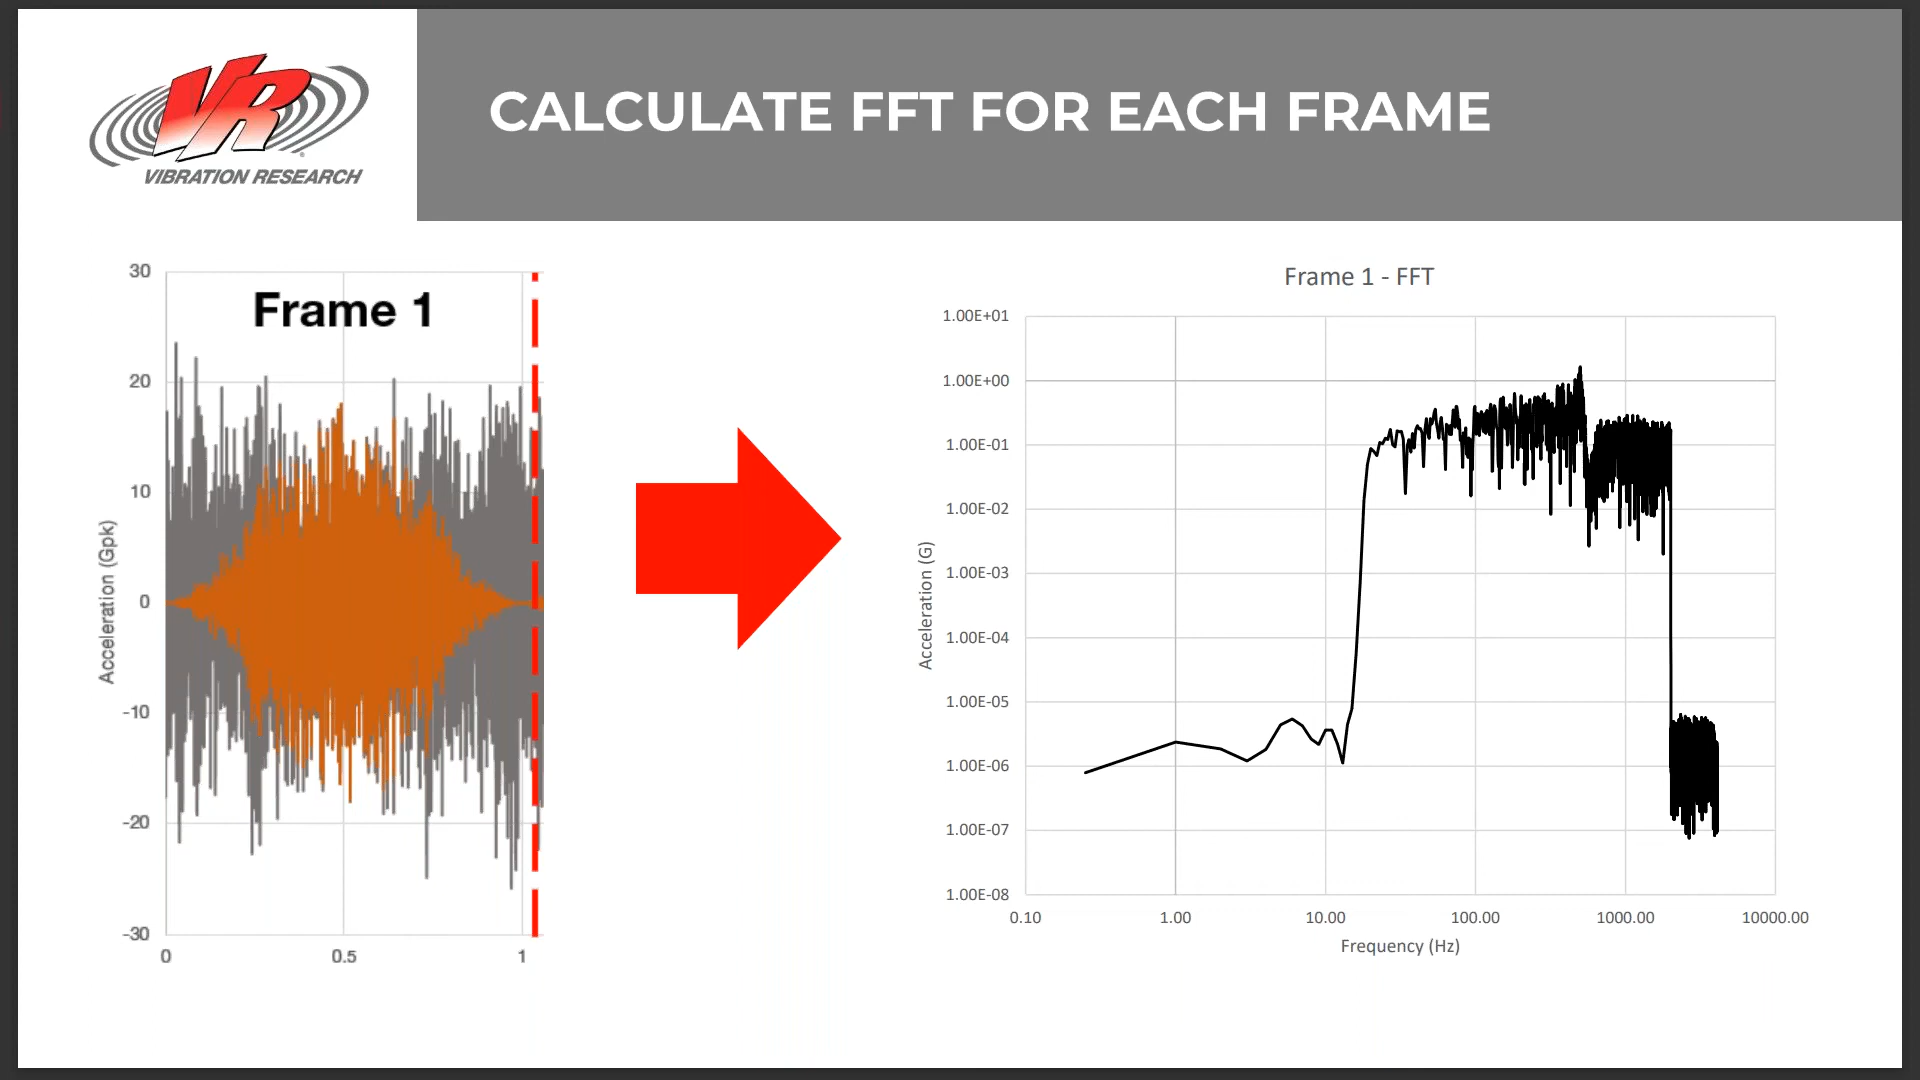 VR
VIBRATION RESEARCH
CALCULATE FFT FOR EACH FRAME
Frame 1
30
20
10
0
-10
-20
-30
Acceleration (Gpk)
0 0.5 1
Frame 1 - FFT
1.00E+01
1.00E+00
1.00E-01
1.00E-02
1.00E-03
1.00E-04
1.00E-05
1.00E-06
1.00E-07
1.00E-08
Acceleration (G)
0.10 1.00 10.00 100.00 1000.00 10000.00
Frequency (Hz)